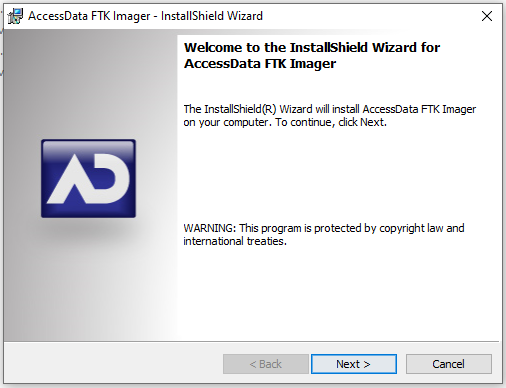 AccessData FTK Imager - InstallShield Wizard
Welcome to the InstallShield Wizard for
AccessData FTK Imager
The InstallShield(R) Wizard will install AccessData FTK Imager
on your computer. To continue, click Next.
AD
WARNING: This program is protected by copyright law and
international treaties.
< Back
Next >
Cancel